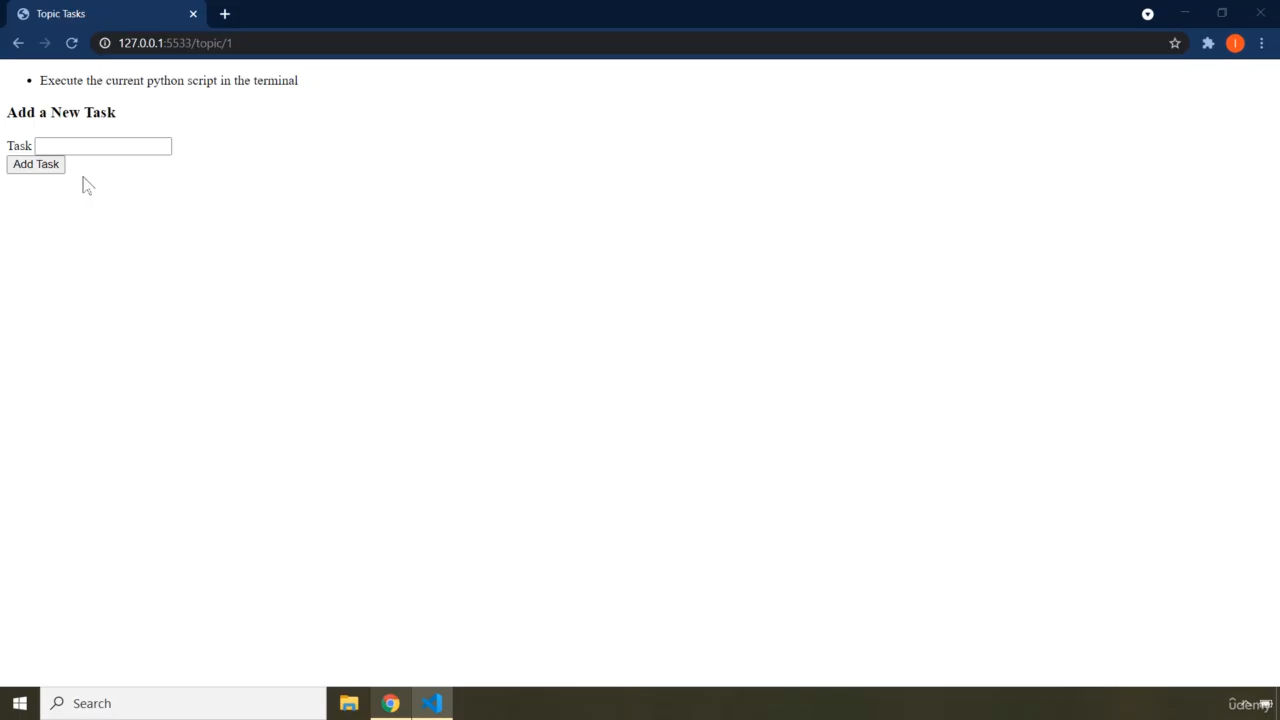 Topic Tasks
127.0.0.1:5533/topic/1
I
• Execute the current python script in the terminal
Add a New Task
Task
Add Task
Search
ûdemy